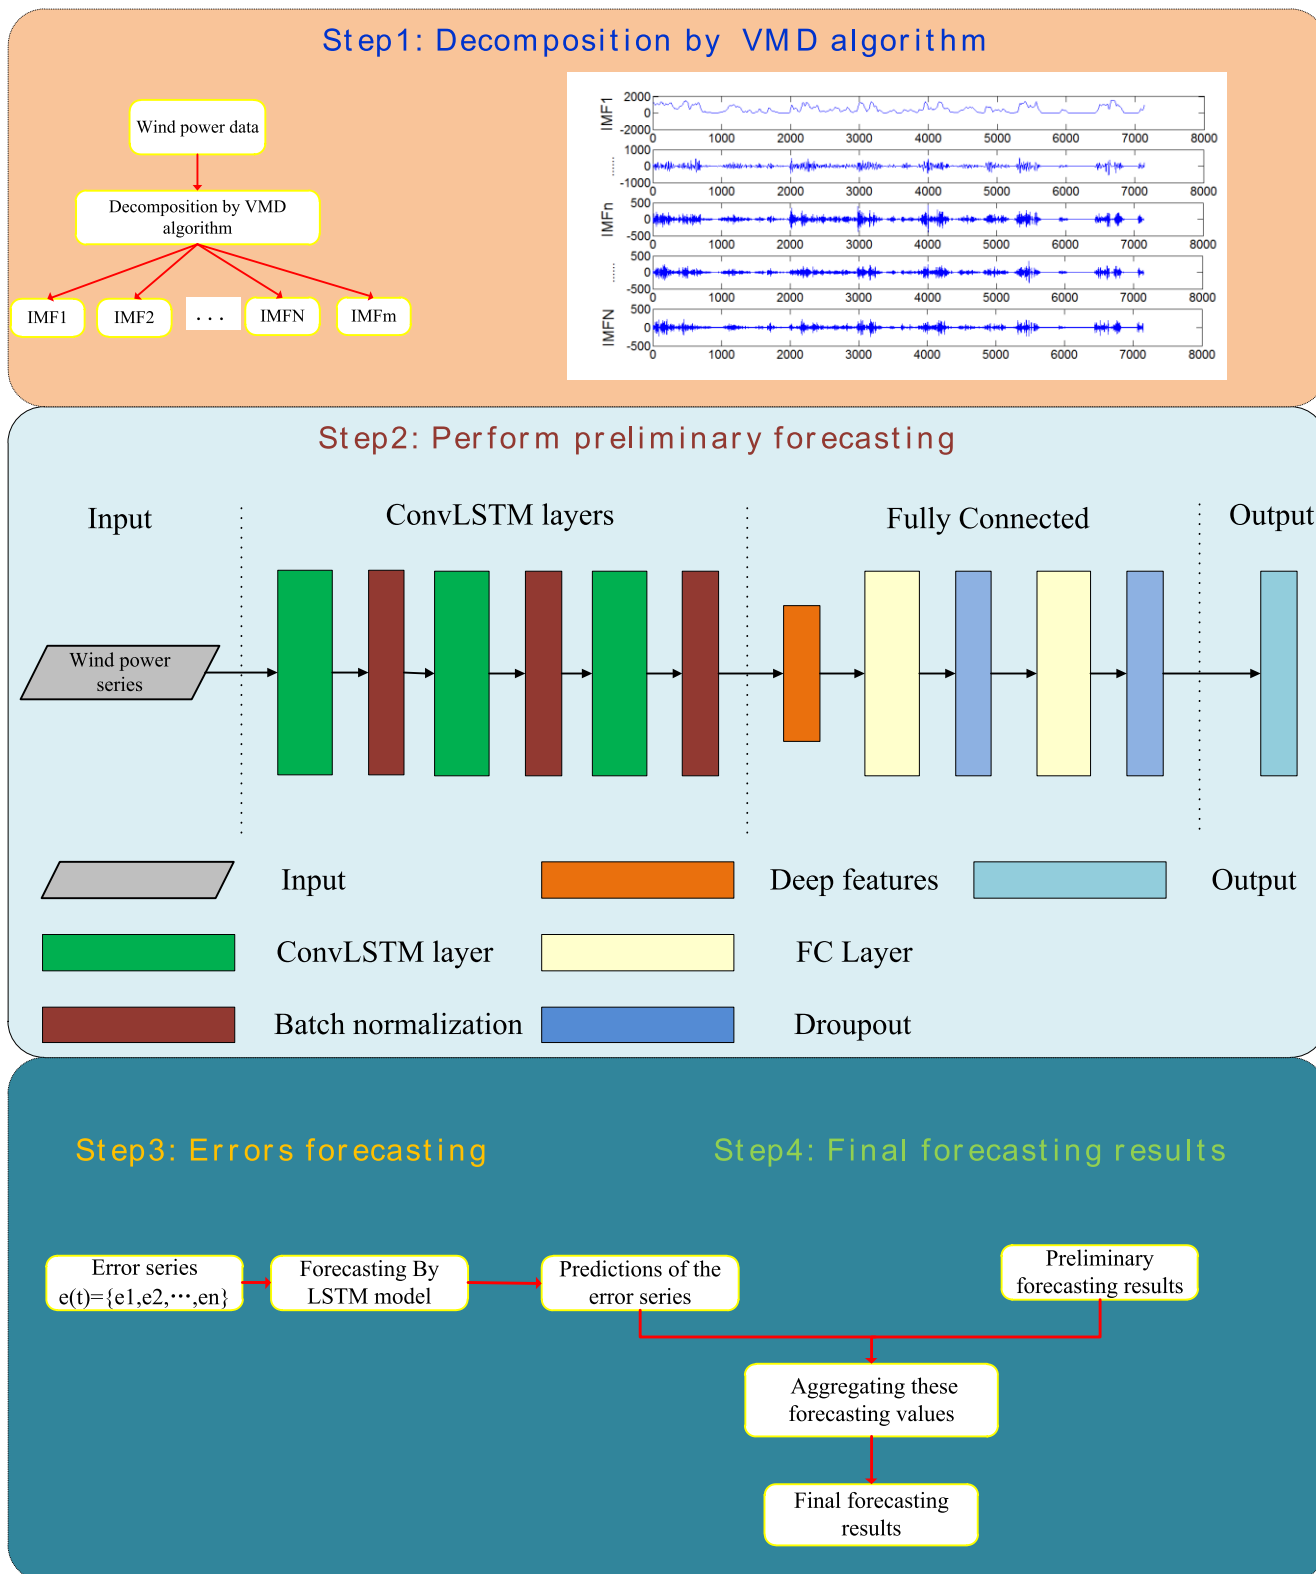 Step1: Decomposition by VMD algorithm
Wind power data
Decomposition by VMD
algorithm
IMF1
IMF2
. . .
IMFN
IMFm
IMF1
2000
0
-2000
0 1000 2000 3000 4000 5000 6000 7000 8000
......
1000
0
-1000
0 1000 2000 3000 4000 5000 6000 7000 8000
IMFn
500
0
-500
0 1000 2000 3000 4000 5000 6000 7000 8000
......
500
0
-500
0 1000 2000 3000 4000 5000 6000 7000 8000
IMFN
500
0
-500
0 1000 2000 3000 4000 5000 6000 7000 8000
Step2: Perform preliminary forecasting
Input
ConvLSTM layers
Fully Connected
Output
Wind power
series
Input
Deep features
Output
ConvLSTM layer
FC Layer
Batch normalization
Droupout
Step3: Errors forecasting
Step4: Final forecasting results
Error series
e(t)={e1,e2,⋯,en}
Forecasting By
LSTM model
Predictions of the
error series
Preliminary
forecasting results
Aggregating these
forecasting values
Final forecasting
results